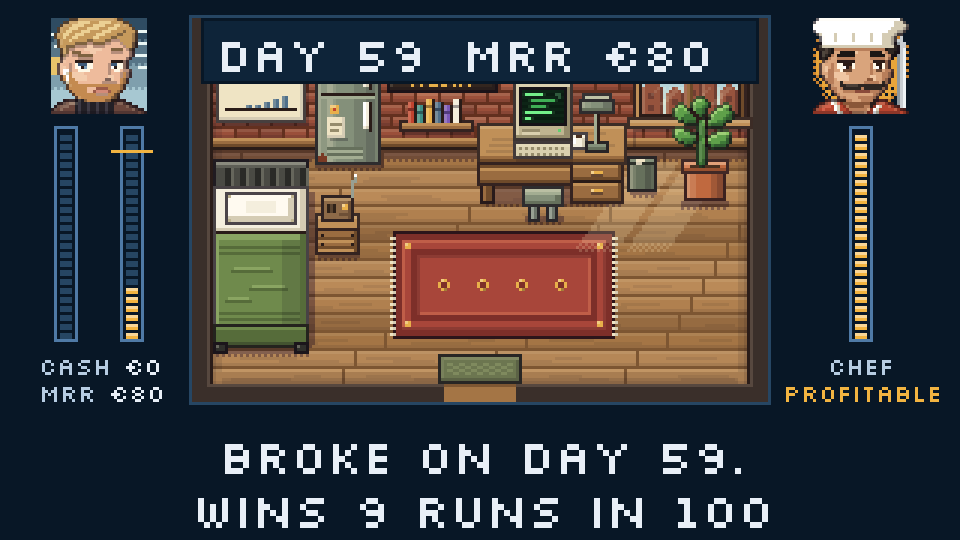 DAY 59 MRR €80
CASH €0
MRR €80
CHEF
PROFITABLE
BROKE ON DAY 59.
WINS 9 RUNS IN 100